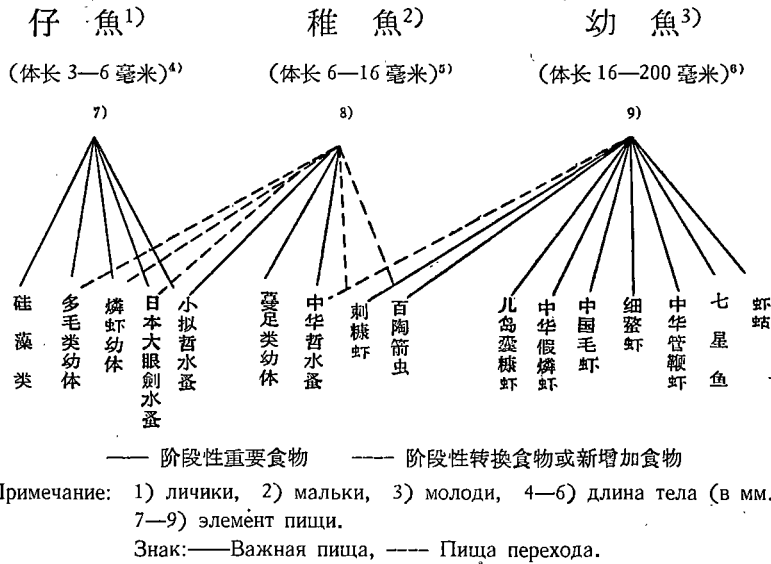 仔 魚1) 稚 魚2) 幼 魚3)
(体长 3—6 毫米)4) (体长 6—16 毫米)5) (体长 16—200 毫米)6)
7) 8) 9)
硅藻类
多毛类幼体
燐虾幼体
日本大眼劍水蚤
小拟哲水蚤
蔓足类幼体
中华哲水蚤
刺糠虾
百陶箭虫
儿岛囊糠虾
中华假燐虾
中国毛虾
细螯虾
中华管鞭虾
七星鱼
虾蛄
—— 阶段性重要食物 ---- 阶段性转换食物或新增加食物
Примечание: 1) личики, 2) мальки, 3) молоди, 4—6) длина тела (в мм.
7—9) элемент пищи.
Знак:——Важная пища, ---- Пища перехода.